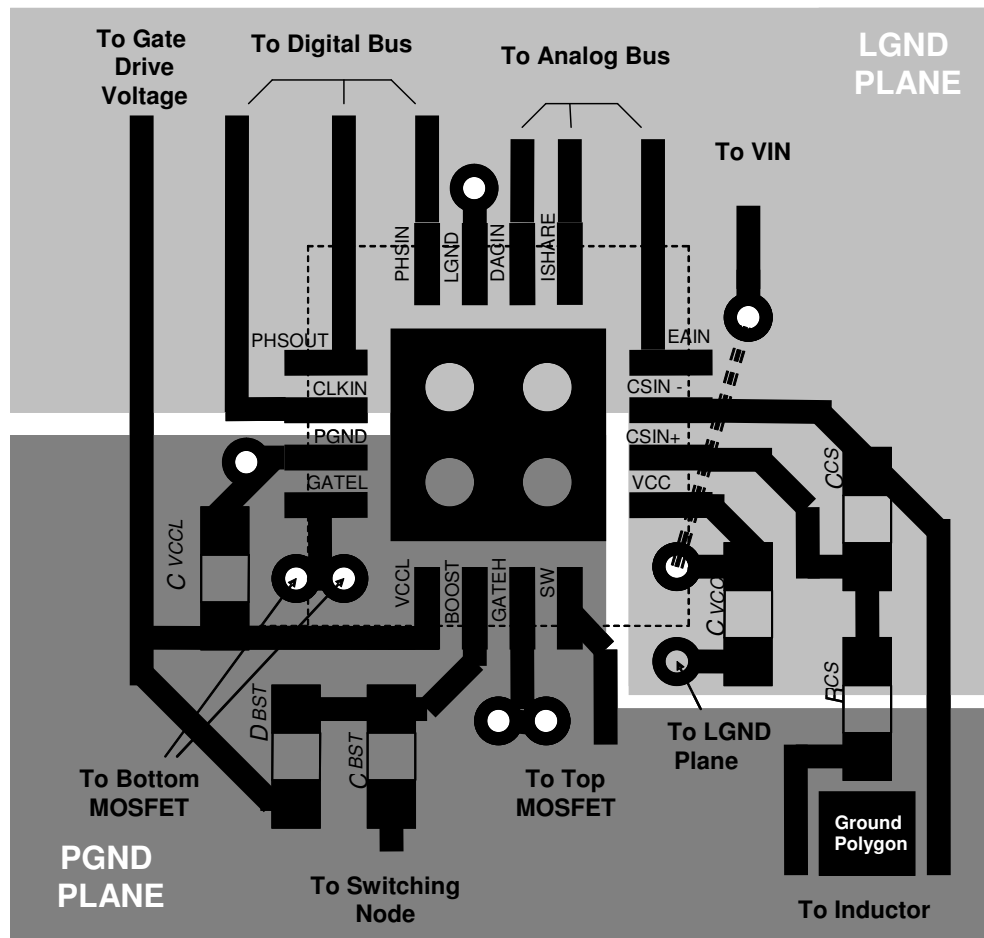 To Gate
Drive
Voltage
To Digital Bus
To Analog Bus
LGND
PLANE
To VIN
PHSIN
LGND
DACIN
ISHARE
PHSOUT
EAIN
CLKIN
CSIN -
PGND
CSIN+
GATEL
VCC
CCS
C VCCL
VCCL
BOOST
GATEH
SW
C VCC
RCS
D BST
C BST
To LGND
Plane
To Bottom
MOSFET
To Top
MOSFET
Ground
Polygon
PGND
PLANE
To Switching
Node
To Inductor